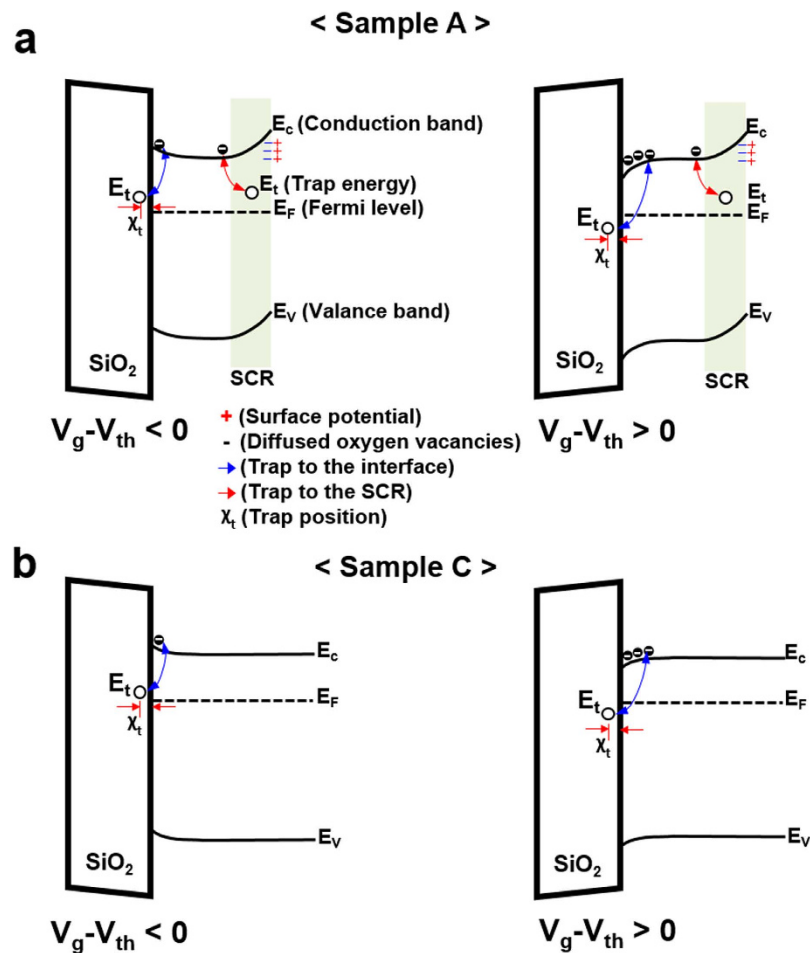 < Sample A >
a
Ec (Conduction band)
Et (Trap energy)
EF (Fermi level)
Et
χt
EV (Valance band)
SiO2
SCR
Vg-Vth < 0
Ec
Et
EF
Et
χt
EV
SiO2
SCR
Vg-Vth > 0
+ (Surface potential)
- (Diffused oxygen vacancies)
(Trap to the interface)
(Trap to the SCR)
χt (Trap position)
b
< Sample C >
Ec
Et
EF
χt
EV
SiO2
Vg-Vth < 0
Ec
EF
Et
χt
EV
SiO2
Vg-Vth > 0